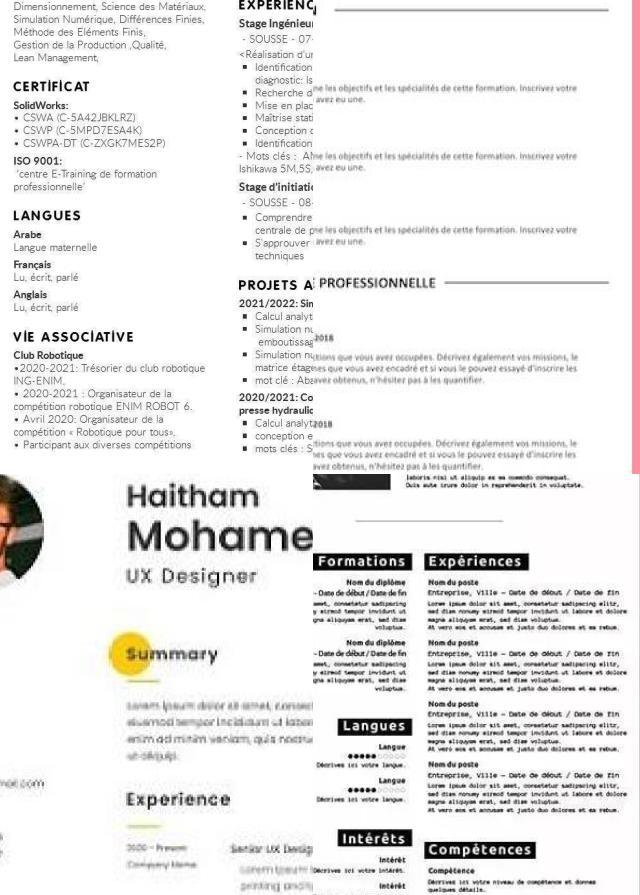 Dimensionnement, Science des Matériaux,
Simulation Numérique, Différences Finies,
Méthode des Eléments Finis,
Gestion de la Production ,Qualité,
Lean Management,
CERTİFİCAT
SolidWorks:
• CSWA (C-5A42JBKLRZ)
• CSWP (C-5MPD7ESA4K)
• CSWPA-DT (C-ZXGK7MES2P)
ISO 9001:
'centre E-Training de formation
professionnelle'
LANGUES
Arabe
Langue maternelle
Français
Lu, écrit, parlé
Anglais
Lu, écrit, parlé
VİE ASSOCİATİVE
Club Robotique
•2020-2021: Trésorier du club robotique
ING-ENIM.
• 2020-2021 : Organisateur de la
compétition robotique ENIM ROBOT 6.
• Avril 2020: Organisateur de la
compétition « Robotique pour tous».
• Participant aux diverses compétitions
EXPÉRIENC
Stage Ingénieu
- SOUSSE - 07-
<Réalisation d'u
▪ Identification
diagnostic: Is
▪ Recherche d
▪ Mise en plac
▪ Maîtrise stati
▪ Conception
▪ Identification
- Mots clés :
Ishikawa 5M,5S,
Stage d'initiatio
- SOUSSE - 08-
▪ Comprendre
centrale de p
▪ S'approuver
techniques
PROJETS A
2021/2022: Sim
▪ Calcul analyt
▪ Simulation nu
emboutissag
▪ Simulation nu
matrice étag
▪ mot clé : Aba
2020/2021: Co
presse hydraulic
▪ Calcul analyt
▪ conception e
▪ mots clés : S
ne les objectifs et les spécialités de cette formation. Inscrivez votre
avez eu une.
ne les objectifs et les spécialités de cette formation. Inscrivez votre
avez eu une.
ne les objectifs et les spécialités de cette formation. Inscrivez votre
avez eu une.
PROFESSIONNELLE
2018
tions que vous avez occupées. Décrivez également vos missions, le
nes que vous avez encadré et si vous le pouvez essayé d'inscrire les
avez obtenus, n'hésitez pas à les quantifier.
2018
tions que vous avez occupées. Décrivez également vos missions, le
nes que vous avez encadré et si vous le pouvez essayé d'inscrire les
avez obtenus, n'hésitez pas à les quantifier.
Haitham
Mohame
UX Designer
Summary
Lorem ipsum dolor sit amet, consect
eiusmod tempor incididunt ut labor
enim ad minim veniam, quis nostru
ut aliquip.
Experience
2020 - Present
Company Name
Senior UX Desig
Lorem Ipsum
printing and
laboris nisi ut aliquip ex ea commodo consequat.
Duis aute irure dolor in reprehenderit in voluptate.
Formations
Nom du diplôme
- Date de début / Date de fin
amet, consetetur sadipscing
y eirmod tempor invidunt ut
gna aliquyam erat, sed diam
voluptua.
Nom du diplôme
- Date de début / Date de fin
amet, consetetur sadipscing
y eirmod tempor invidunt ut
gna aliquyam erat, sed diam
voluptua.
Langues
Langue
Décrives ici votre langue.
Langue
Décrives ici votre langue.
Intérêts
Intérêt
Décrives ici votre intérêt.
Intérêt
Expériences
Nom du poste
Entreprise, Ville – Date de début / Date de fin
Lorem ipsum dolor sit amet, consetetur sadipscing elitr,
sed diam nonumy eirmod tempor invidunt ut labore et dolore
magna aliquyam erat, sed diam voluptua.
At vero eos et accusam et justo duo dolores et ea rebum.
Nom du poste
Entreprise, Ville – Date de début / Date de fin
Lorem ipsum dolor sit amet, consetetur sadipscing elitr,
sed diam nonumy eirmod tempor invidunt ut labore et dolore
magna aliquyam erat, sed diam voluptua.
At vero eos et accusam et justo duo dolores et ea rebum.
Nom du poste
Entreprise, Ville – Date de début / Date de fin
Lorem ipsum dolor sit amet, consetetur sadipscing elitr,
sed diam nonumy eirmod tempor invidunt ut labore et dolore
magna aliquyam erat, sed diam voluptua.
At vero eos et accusam et justo duo dolores et ea rebum.
Nom du poste
Entreprise, Ville – Date de début / Date de fin
Lorem ipsum dolor sit amet, consetetur sadipscing elitr,
sed diam nonumy eirmod tempor invidunt ut labore et dolore
magna aliquyam erat, sed diam voluptua.
At vero eos et accusam et justo duo dolores et ea rebum.
Compétences
Compétence
Décrives ici votre niveau de compétence et donnes
quelques détails.